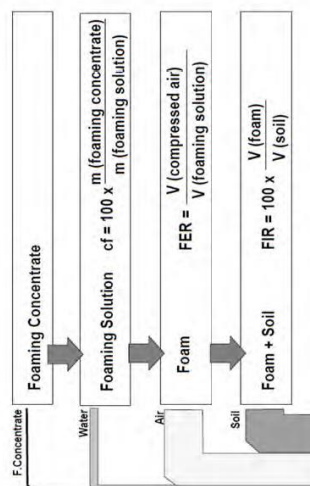 F.Concentrate
Foaming Concentrate
Water
Foaming Solution cf = 100 x m (foaming concentrate) / m (foaming solution)
Air
Foam FER = V (compressed air) / V (foaming solution)
Soil
Foam + Soil FIR = 100 x V (foam) / V (soil)